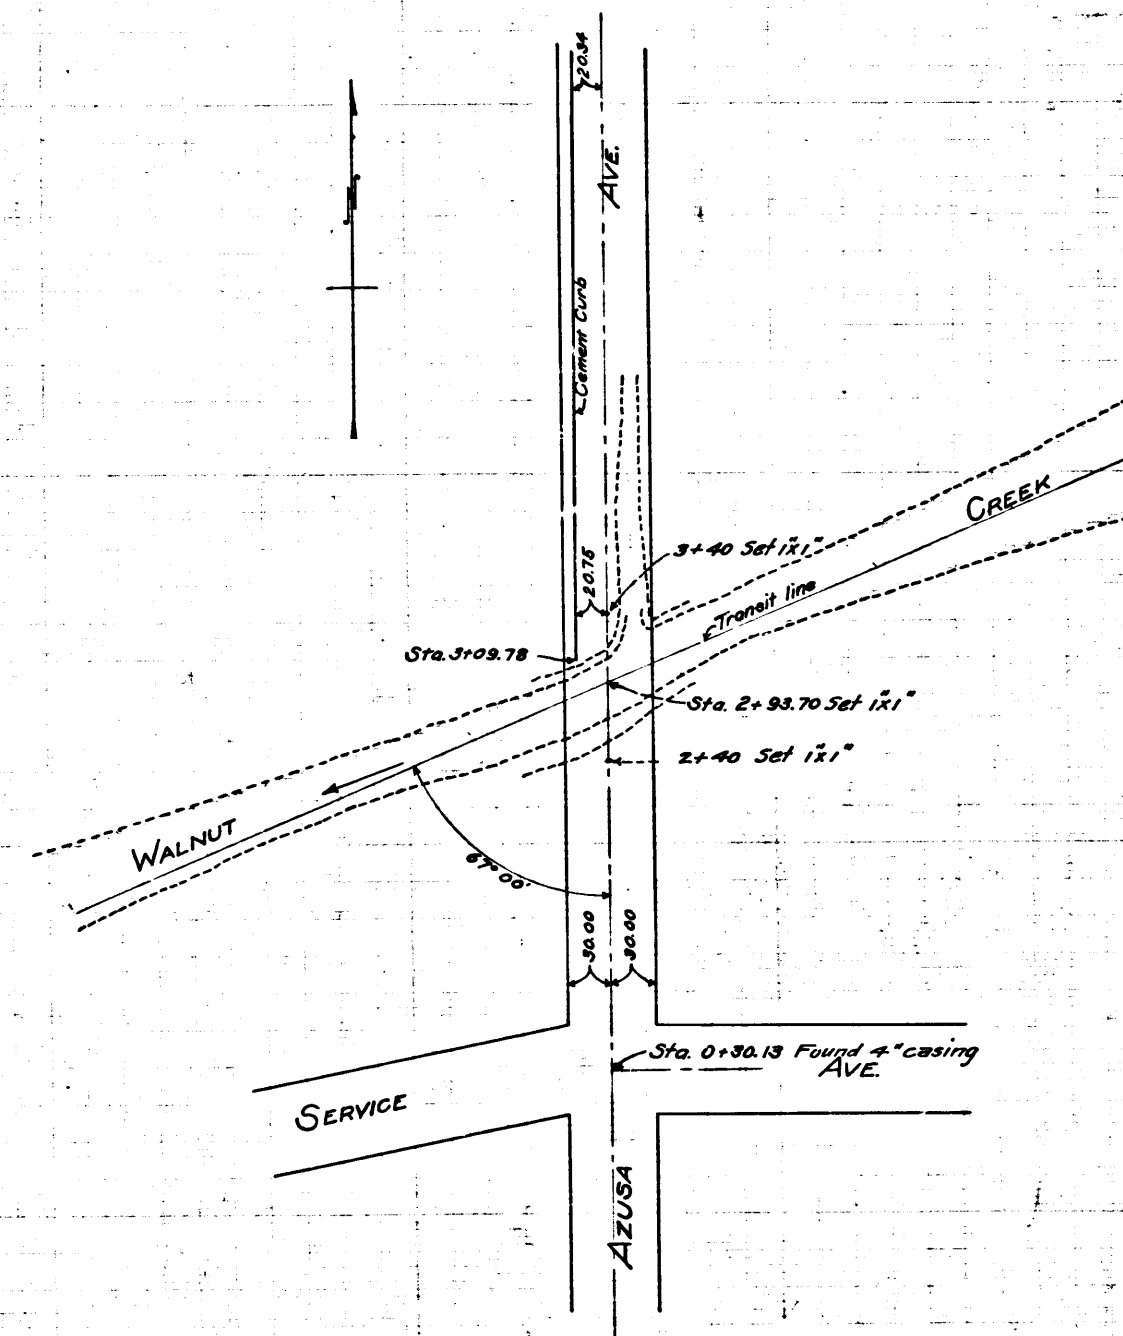 20.34
AVE.
Cement Curb
CREEK
3+40 Set 1"x1"
20.75
Transit line
Sta. 3+09.78
Sta. 2+93.70 Set 1"x1"
2+40 Set 1"x1"
WALNUT
67°00'
30.00
30.00
Sta. 0+30.13 Found 4" casing
AVE.
SERVICE
AZUSA